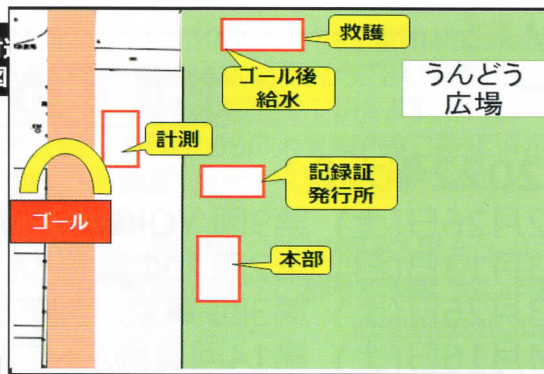 救護
ゴール後
給水
うんどう
広場
計測
記録証
発行所
ゴール
本部